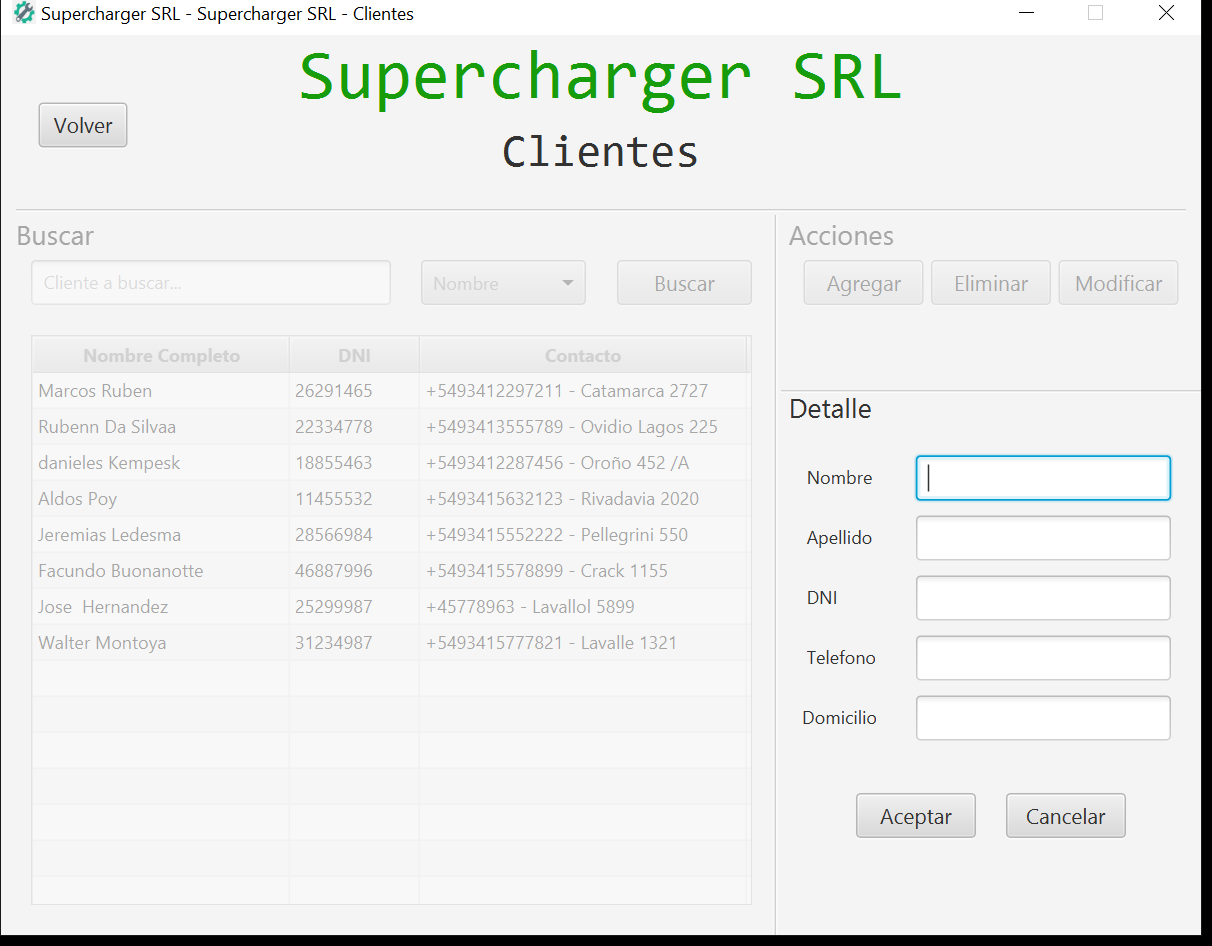 Supercharger SRL - Supercharger SRL - Clientes
Supercharger SRL
Volver
Clientes
Buscar
Cliente a buscar...
Nombre
Buscar
Nombre Completo DNI Contacto
Marcos Ruben 26291465 +5493412297211 - Catamarca 2727
Rubenn Da Silvaa 22334778 +5493413555789 - Ovidio Lagos 225
danieles Kempesk 18855463 +5493412287456 - Oroño 452 /A
Aldos Poy 11455532 +5493415632123 - Rivadavia 2020
Jeremias Ledesma 28566984 +5493415552222 - Pellegrini 550
Facundo Buonanotte 46887996 +5493415578899 - Crack 1155
Jose  Hernandez 25299987 +45778963 - Lavallol 5899
Walter Montoya 31234987 +5493415777821 - Lavalle 1321
Acciones
Agregar Eliminar Modificar
Detalle
Nombre
Apellido
DNI
Telefono
Domicilio
Aceptar Cancelar